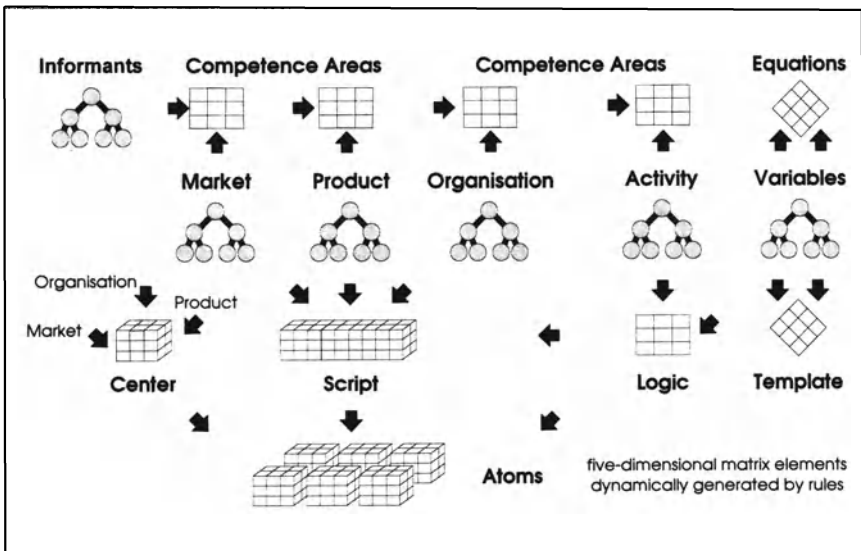 Informants
Competence Areas
Competence Areas
Equations
Market
Product
Organisation
Activity
Variables
Organisation
Product
Market
Center
Script
Logic
Template
Atoms
five-dimensional matrix elements
dynamically generated by rules